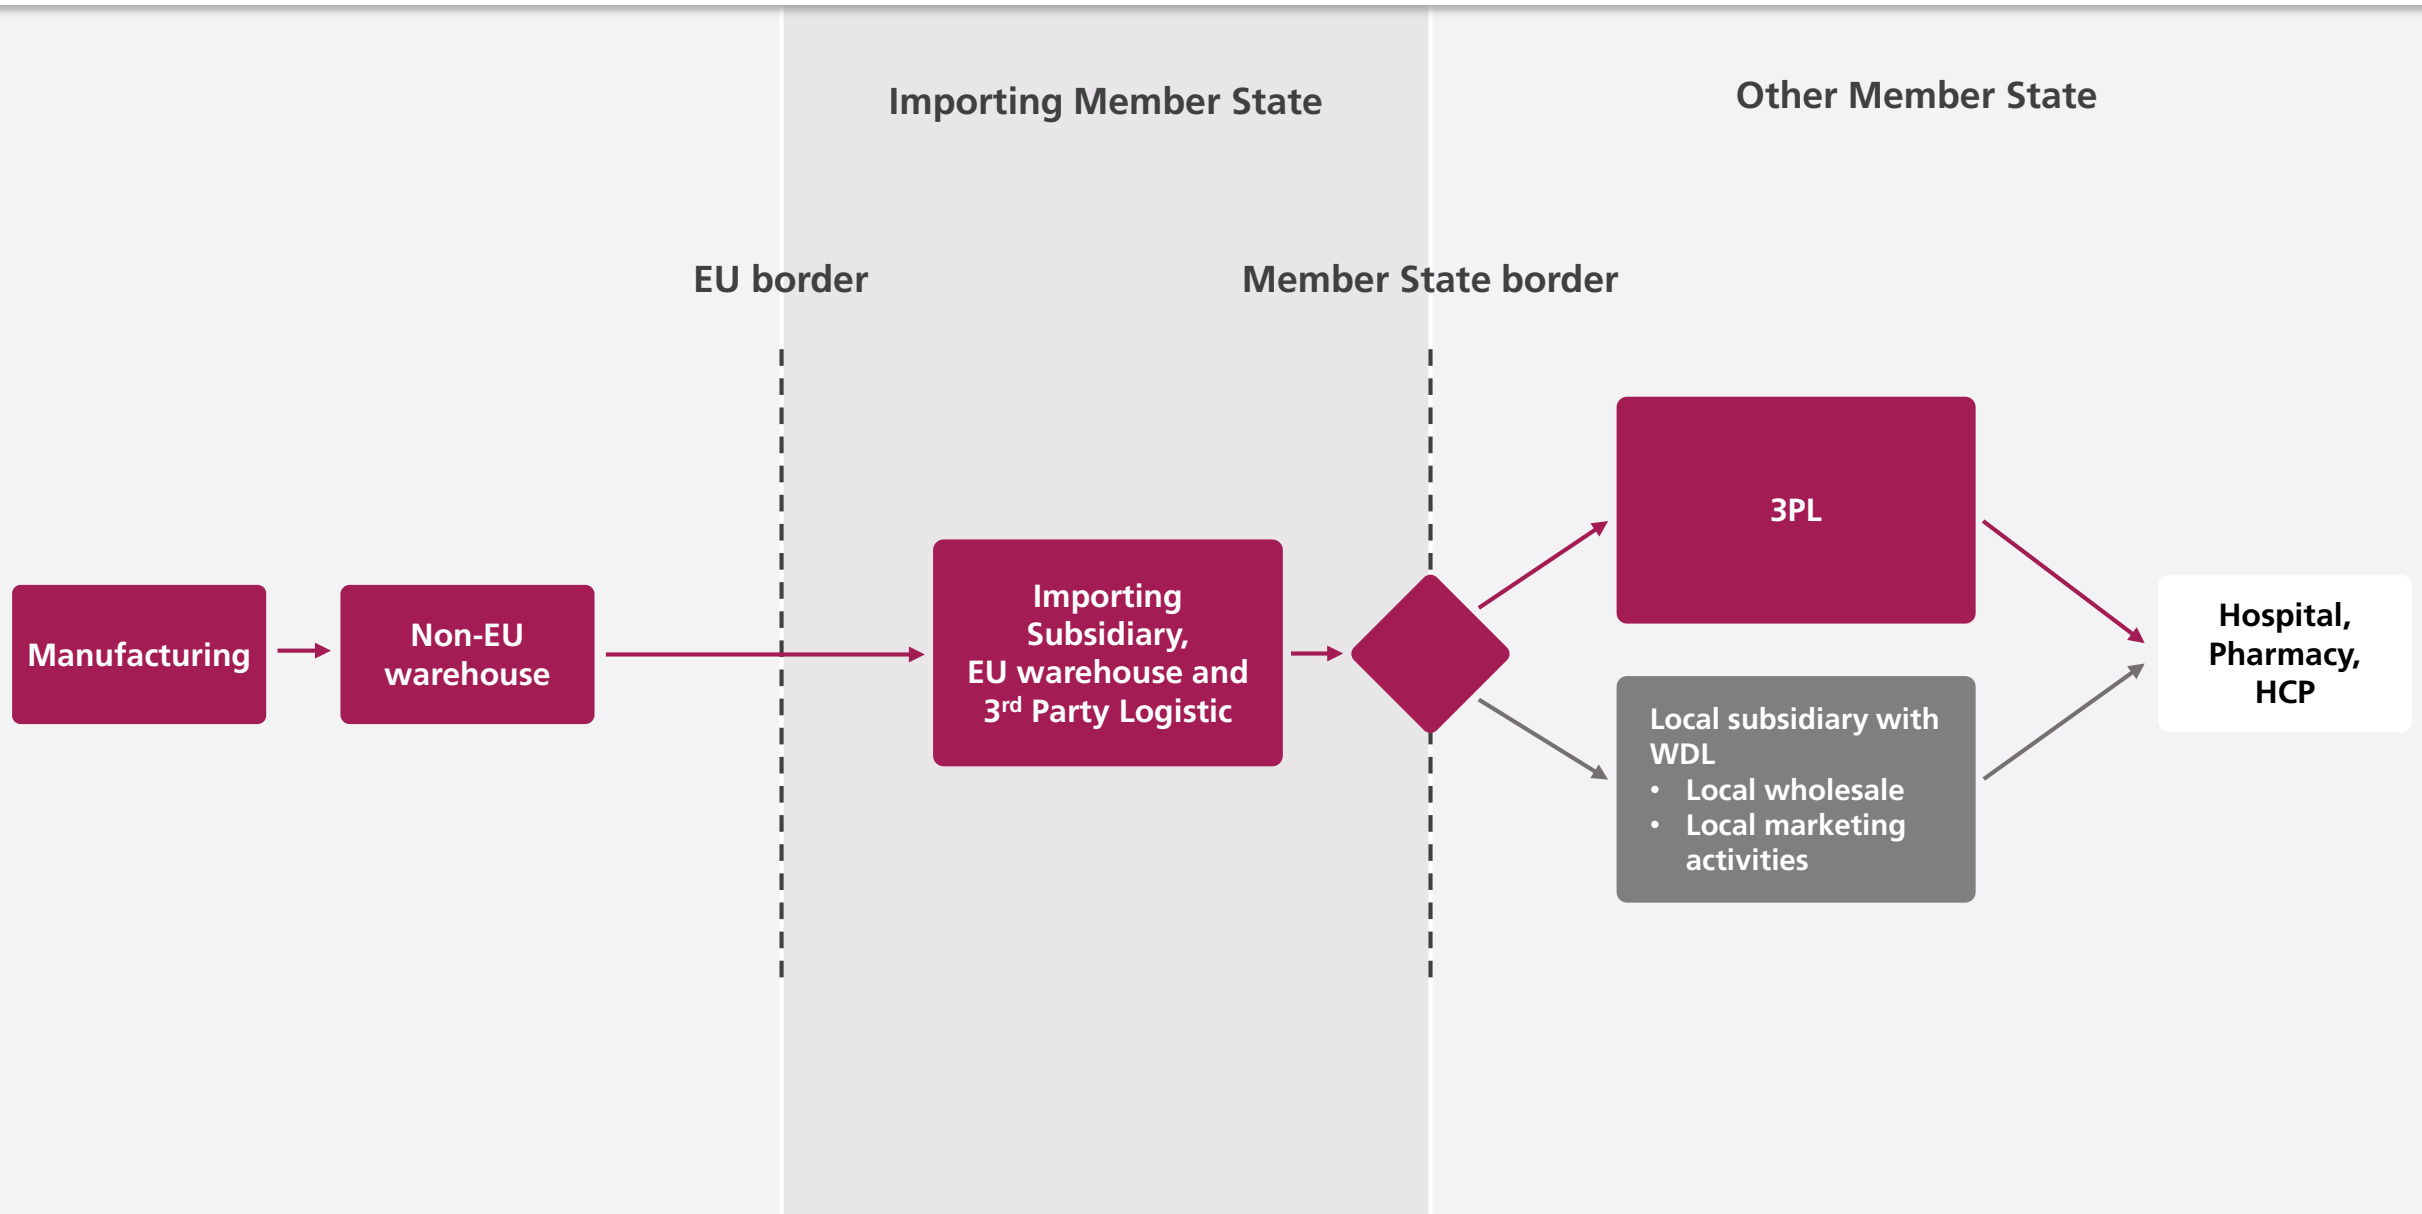 Importing Member State
Other Member State
EU border
Member State border
Manufacturing
Non-EU
warehouse
Importing
Subsidiary,
EU warehouse and
3rd Party Logistic
3PL
Local subsidiary with
WDL
• Local wholesale
• Local marketing
activities
Hospital,
Pharmacy,
HCP